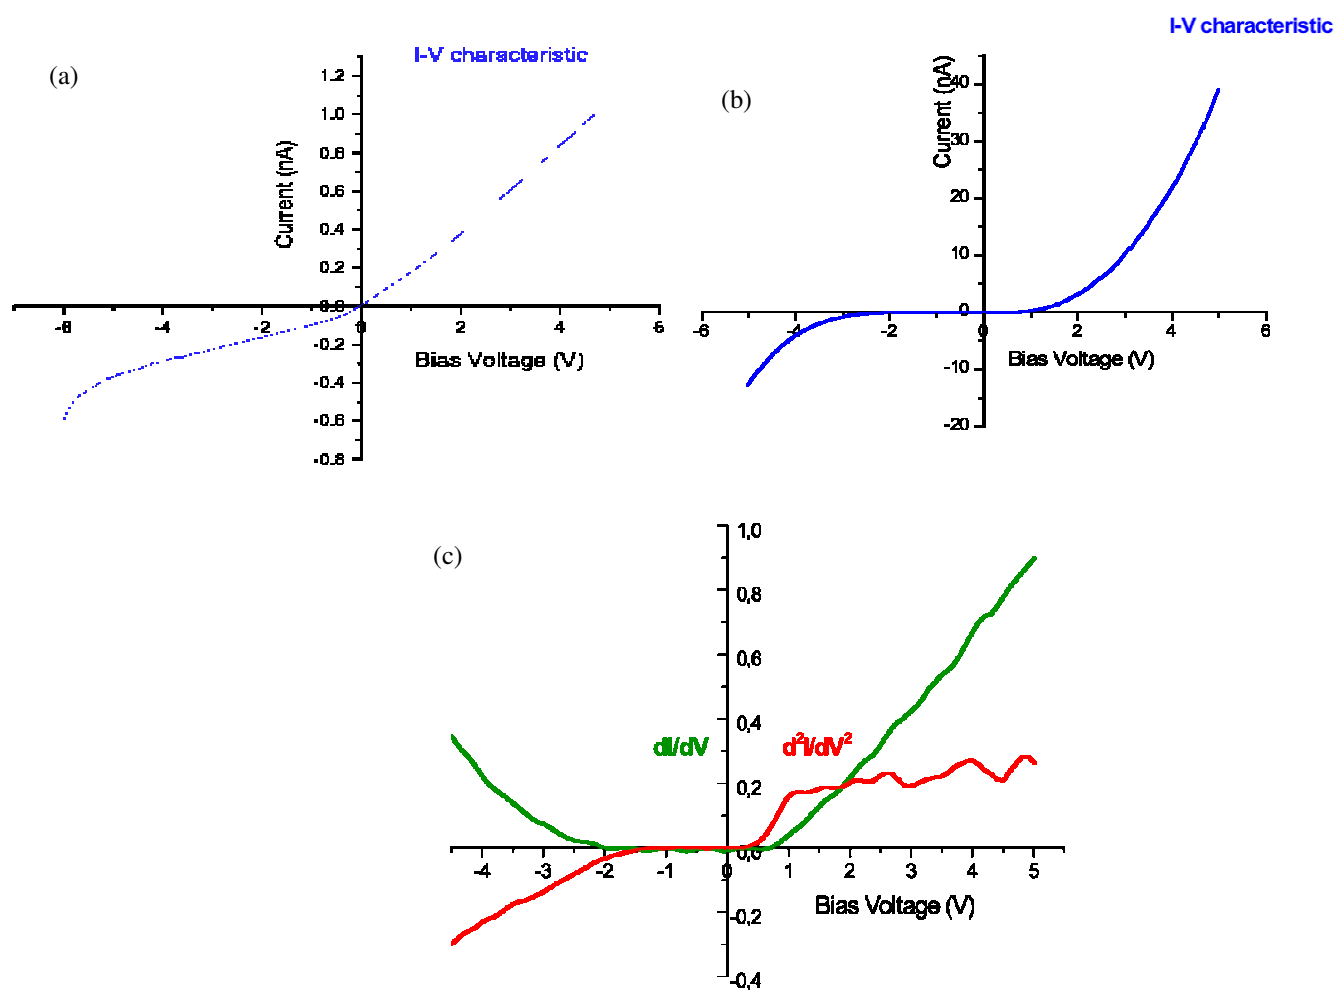 I-V characteristic
(a)
I-V characteristic
(b)
1.2
1.0
0.8
0.6
0.4
0.2
0.0
-0.2
-0.4
-0.6
-0.8
Current (nA)
-6 -4 -2 0 2 4 6
Bias Voltage (V)
40
30
20
10
0
-10
-20
Current (nA)
-6 -4 -2 0 2 4 6
Bias Voltage (V)
(c)
1,0
0,8
0,6
0,4
0,2
0,0
-0,2
-0,4
dI/dV
d²I/dV²
-4 -3 -2 -1 0 1 2 3 4 5
Bias Voltage (V)